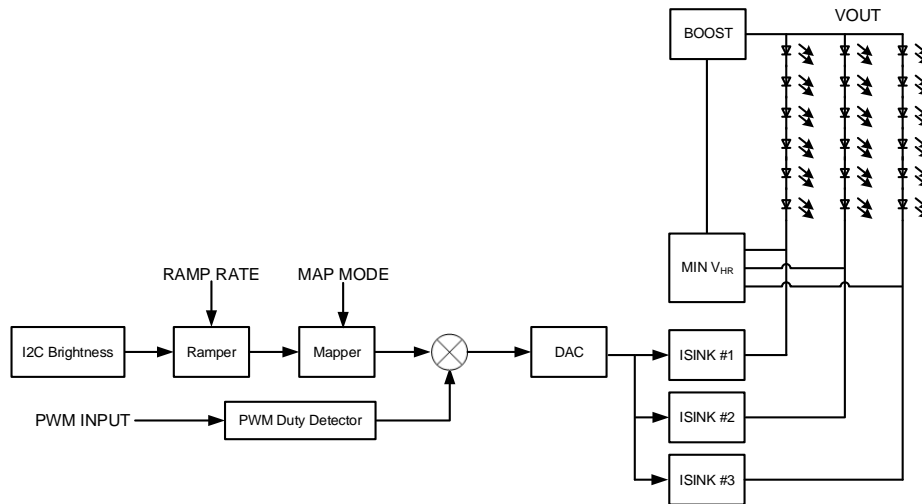 VOUT
BOOST
MIN VHR
RAMP RATE
MAP MODE
I2C Brightness
Ramper
Mapper
DAC
ISINK #1
PWM INPUT
PWM Duty Detector
ISINK #2
ISINK #3